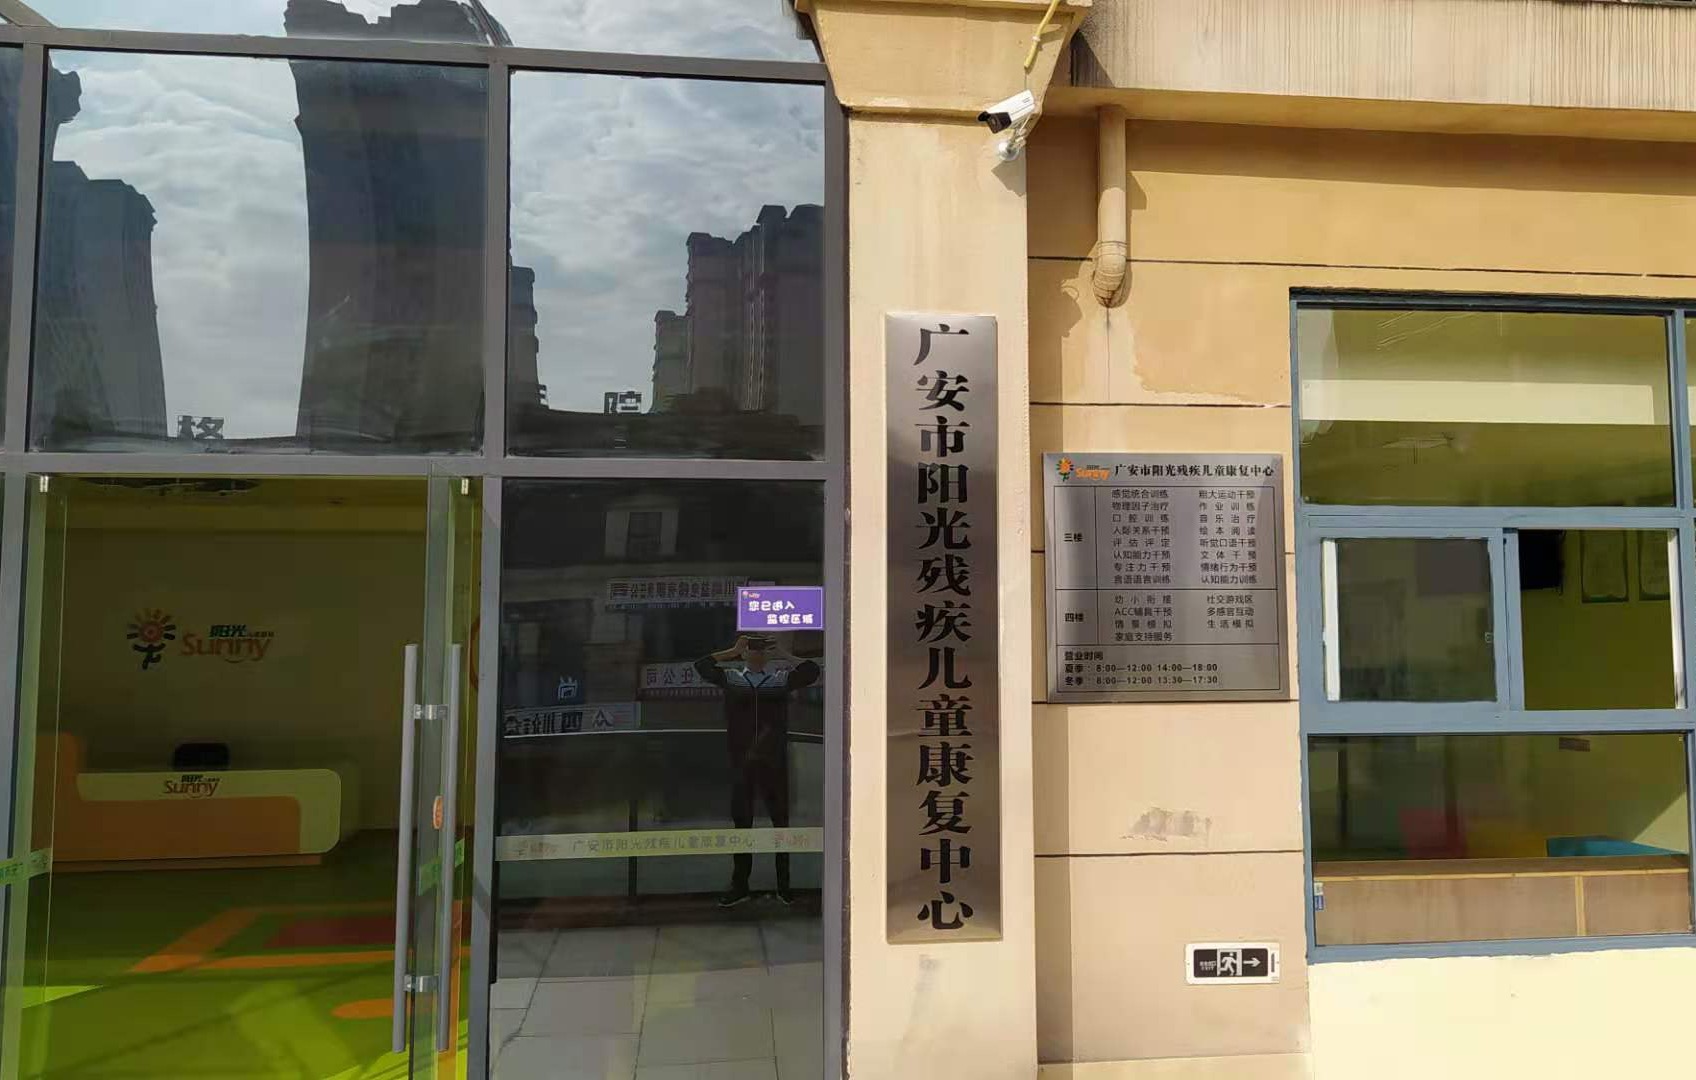 格
阳光
Sunny
阳光
Sunny
您已进入
监控区域
广安市阳光残疾儿童康复中心
广安市阳光残疾儿童康复中心
Sunny 广安市阳光残疾儿童康复中心
三楼
感觉统合训练 粗大运动干预
物理因子治疗 作业训练
口腔训练 音乐治疗
人际关系干预 绘本阅读
评估评定 听觉口语干预
认知能力干预 文体干预
专注力干预 情绪行为干预
言语语言训练 认知能力训练
四楼
幼小衔接 社交游戏区
ACC辅具干预 多感官互动
情景模拟 生活模拟
家庭支持服务
营业时间
夏季：8:00—12:00 14:00—18:00
冬季：8:00—12:00 13:30—17:30